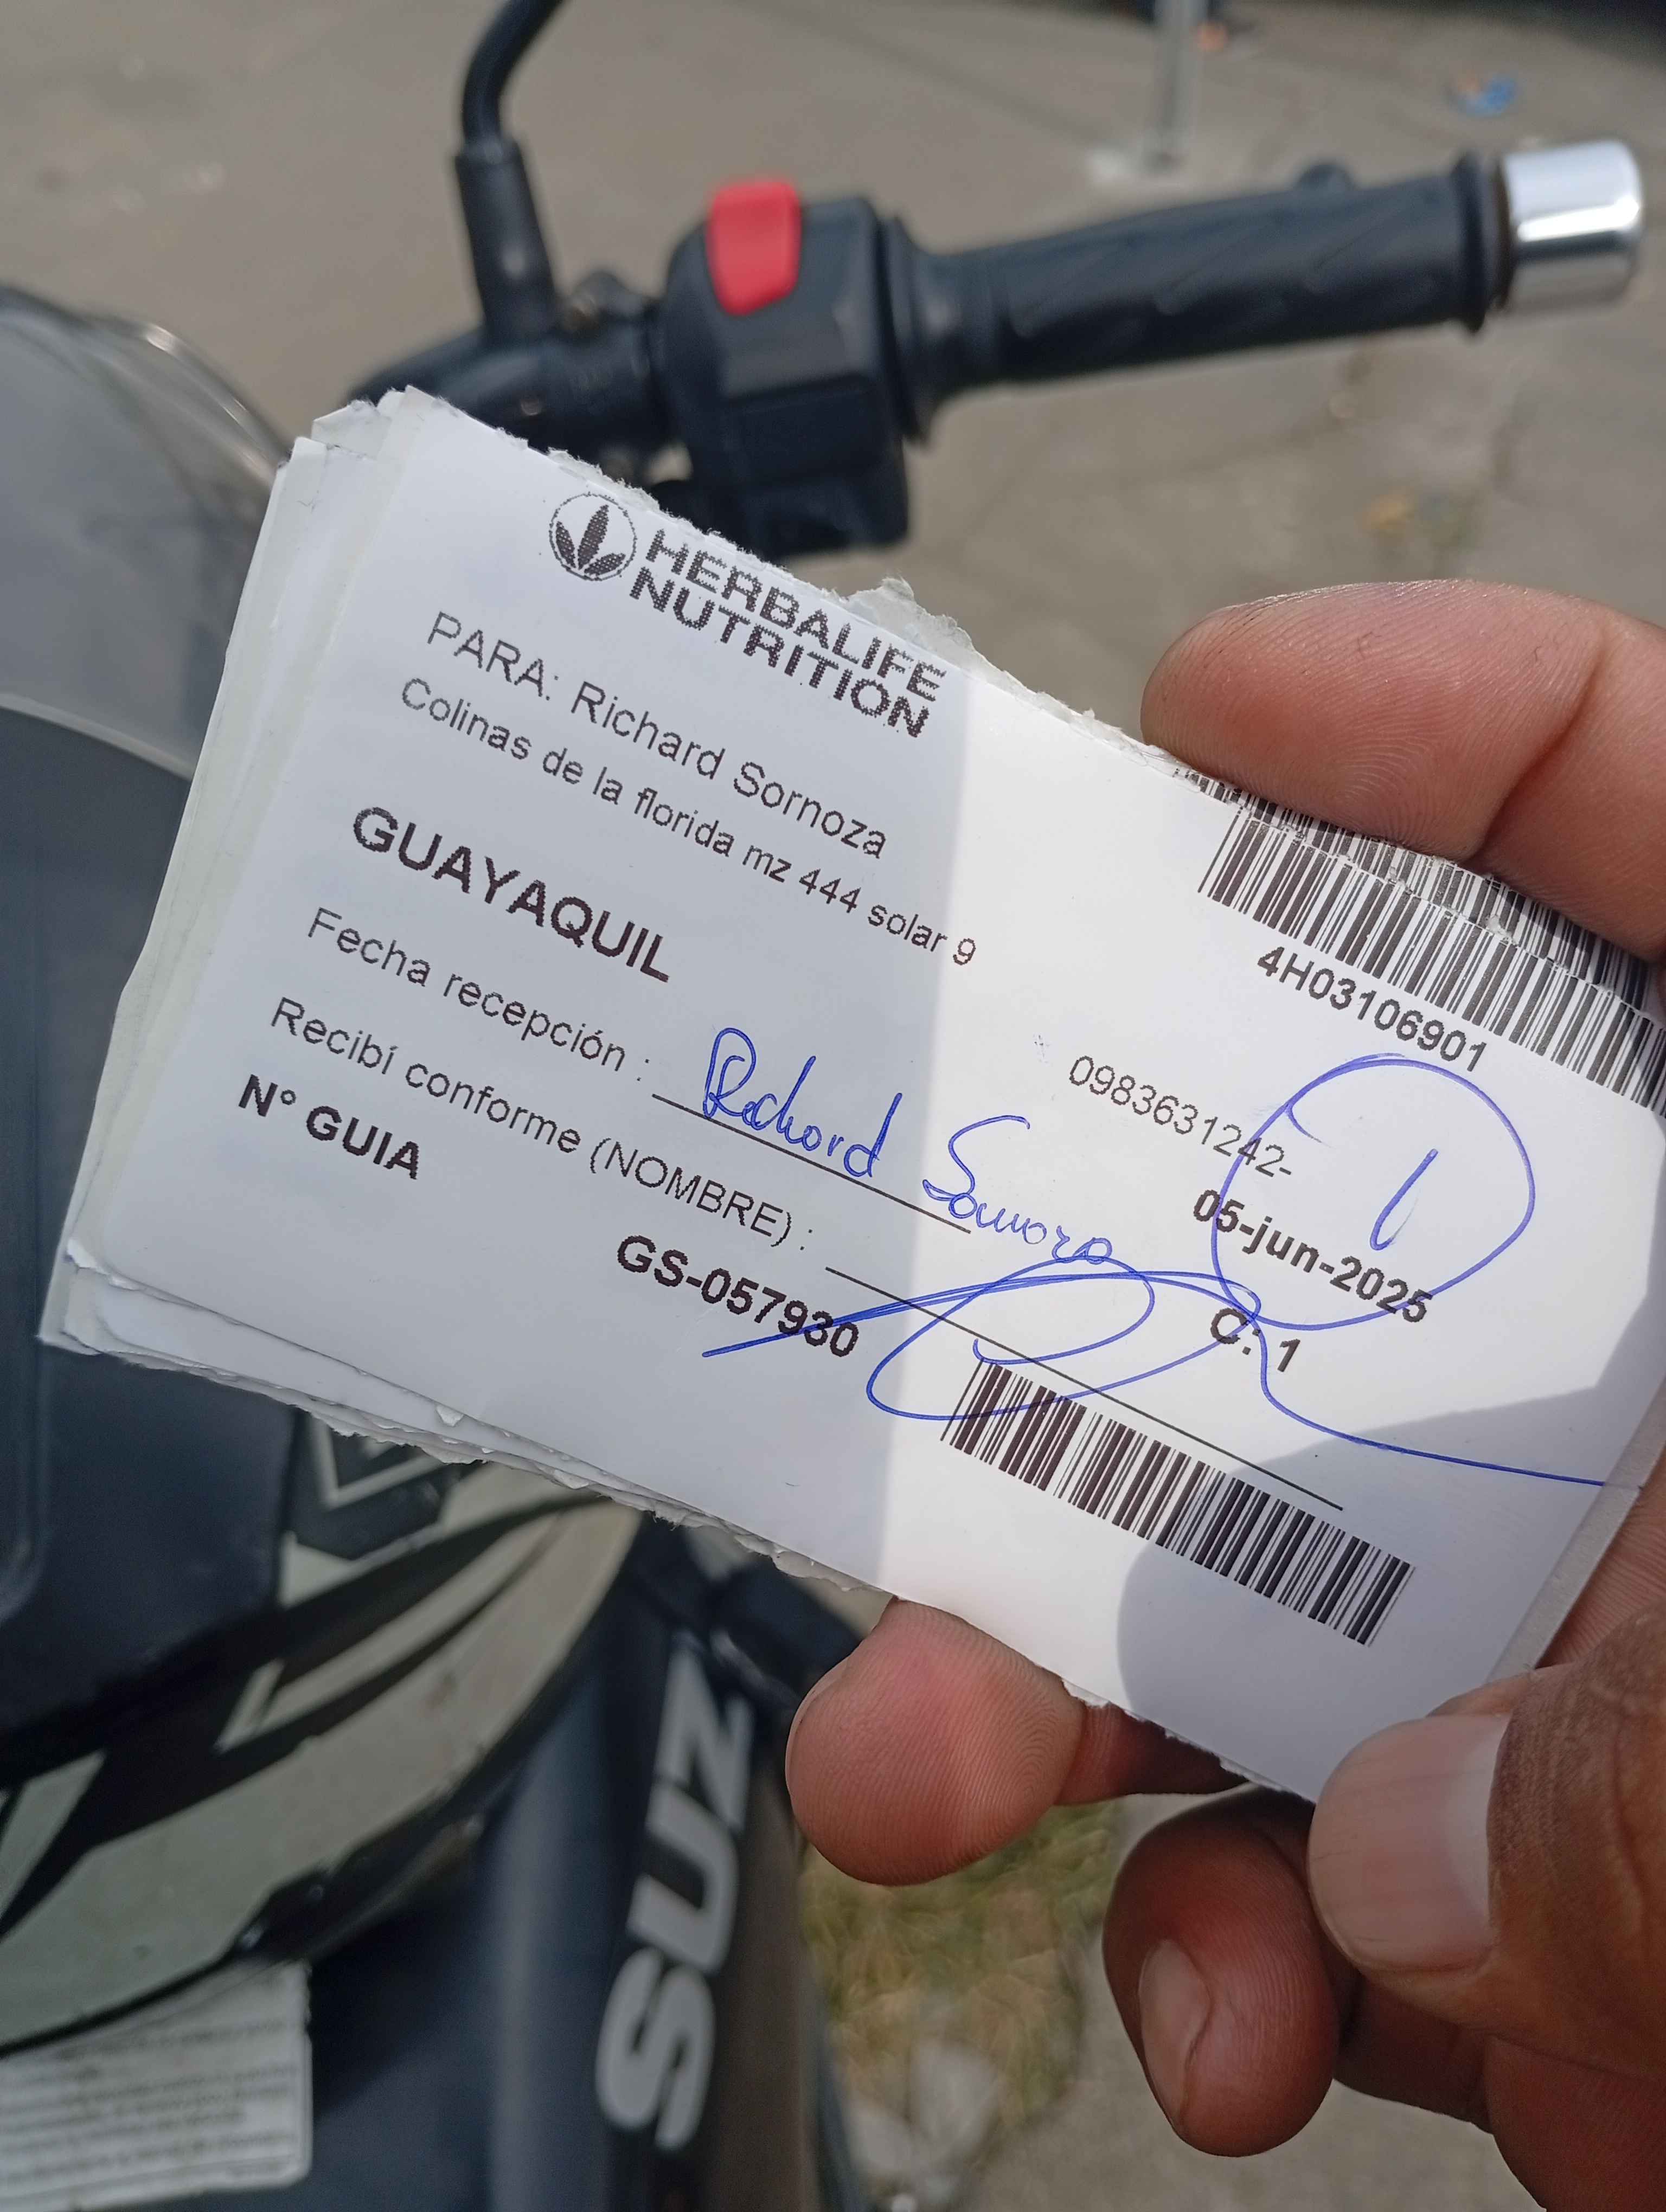 HERBALIFE
NUTRITION
PARA: Richard Sornoza
Colinas de la florida mz 444 solar 9
GUAYAQUIL
4H03106901
0983631242-
Fecha recepción : Richard Sornoza
05-jun-2025
1
Recibí conforme (NOMBRE) :
C: 1
N° GUIA
GS-057930
SUZ